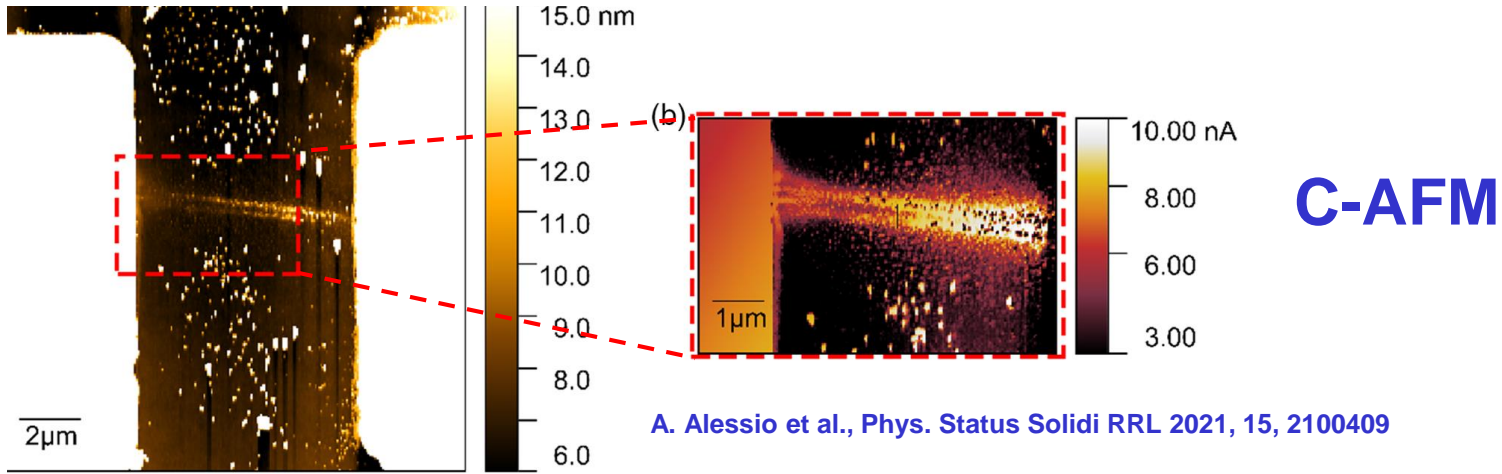 15.0 nm
14.0
13.0
12.0
11.0
10.0
9.0
8.0
6.0
2µm
(b)
10.00 nA
8.00
6.00
3.00
1µm
C-AFM
A. Alessio et al., Phys. Status Solidi RRL 2021, 15, 2100409